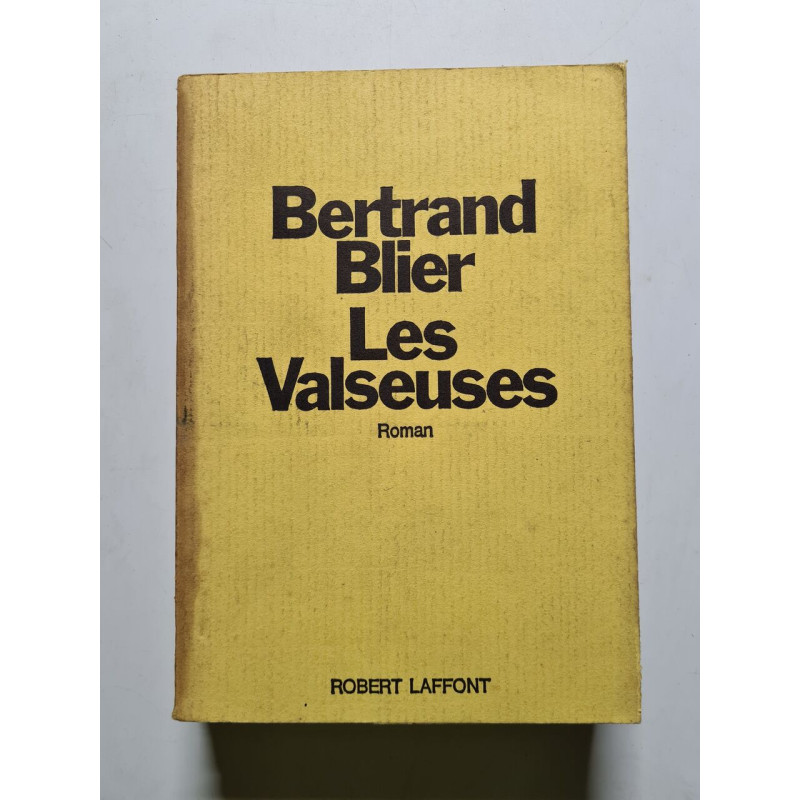 Bertrand
Blier
Les
Valseuses
Roman
ROBERT LAFFONT